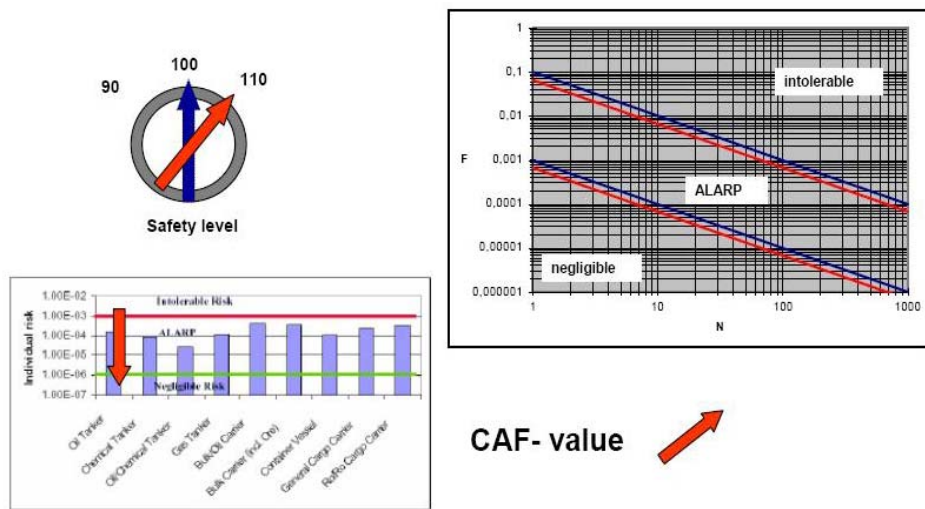 100
90
110
Safety level
1
0,1
0,01
0,001
0,0001
0,00001
0,000001
F
intolerable
ALARP
negligible
1
10
100
1000
N
Individual risk
1.00E-02
1.00E-03
1.00E-04
1.00E-05
1.00E-06
1.00E-07
Intolerable Risk
ALARP
Negligible Risk
Oil Tanker
Chemical Tanker
Oil/Chemical Tanker
Gas Tanker
Bulk/Oil Carrier
Bulk Carrier (incl. Ore)
Container Vessel
General Cargo Carrier
Ro/Ro Cargo Carrier
CAF- value